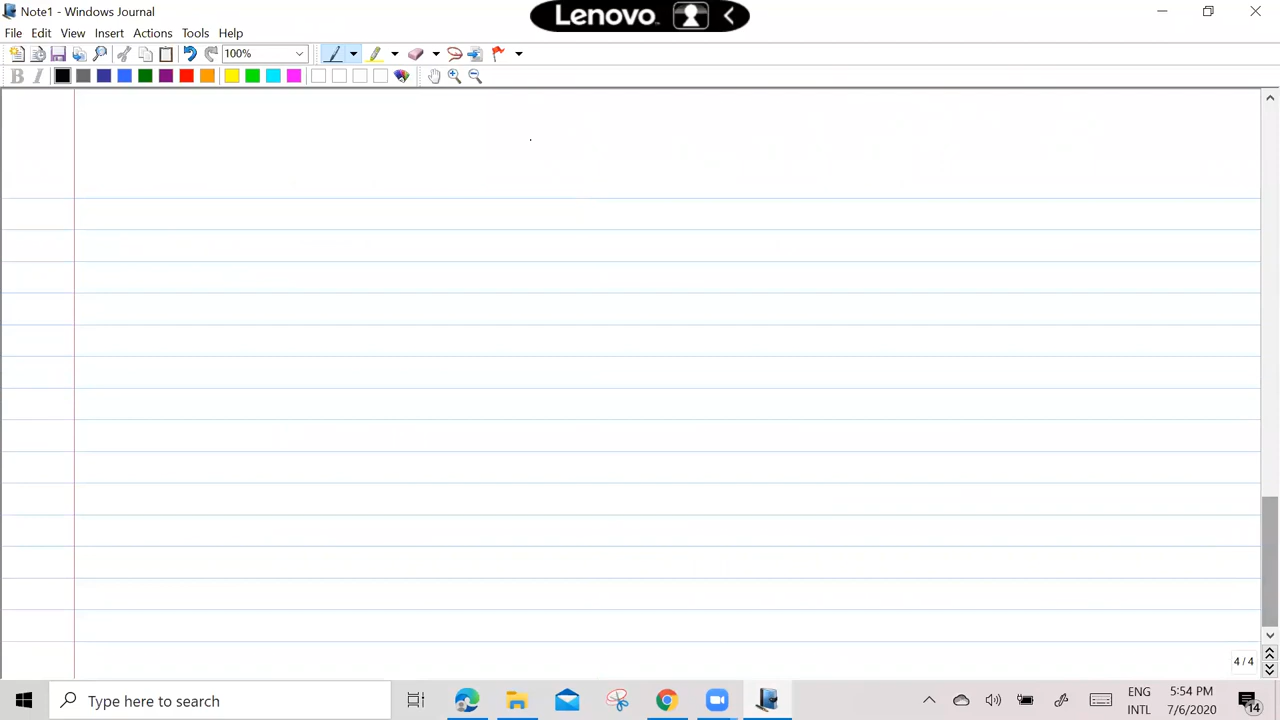 Note1 - Windows Journal
Lenovo
File Edit View Insert Actions Tools Help
100%
B I
4 / 4
Type here to search
ENG
INTL
5:54 PM
7/6/2020
14